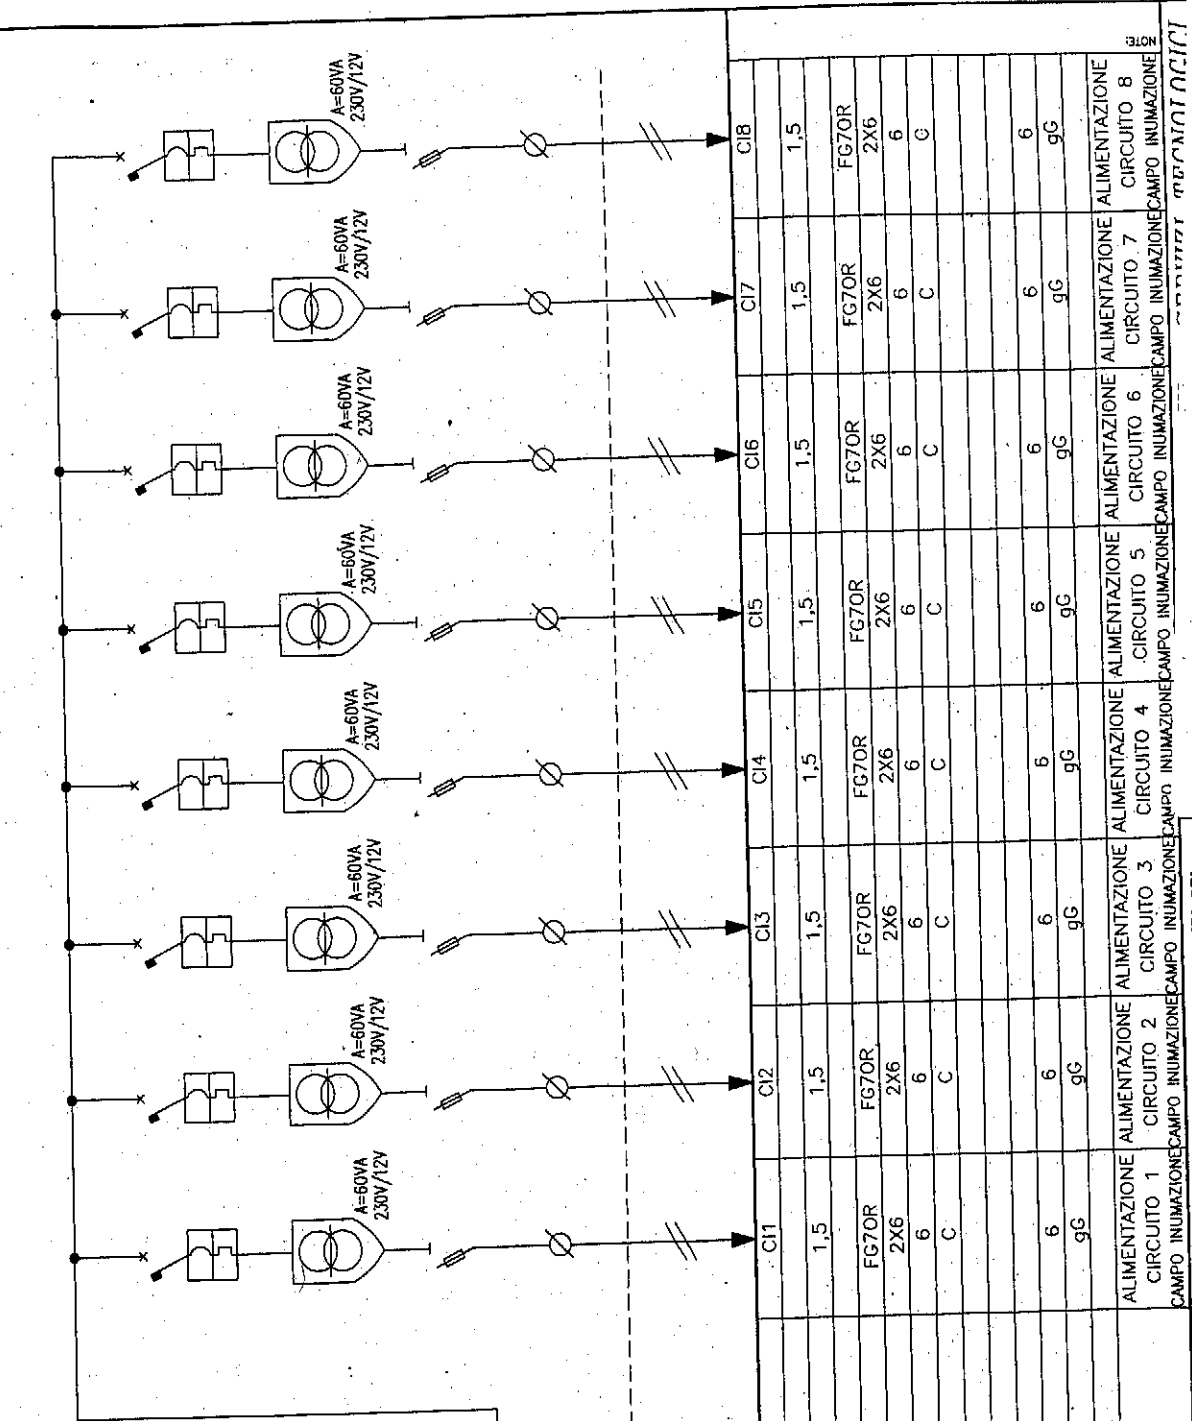 A=60VA
230V/12V
A=60VA
230V/12V
A=60VA
230V/12V
A=60VA
230V/12V
A=60VA
230V/12V
A=60VA
230V/12V
A=60VA
230V/12V
A=60VA
230V/12V
CI1 CI2 CI3 CI4 CI5 CI6 CI7 CI8
1,5 1,5 1,5 1,5 1,5 1,5 1,5 1,5
FG7OR FG7OR FG7OR FG7OR FG7OR FG7OR FG7OR FG7OR
2X6 2X6 2X6 2X6 2X6 2X6 2X6 2X6
6 6 6 6 6 6 6 6
C C C C C C C C
6 6 6 6 6 6 6 6
gG gG gG gG gG gG gG gG
ALIMENTAZIONE ALIMENTAZIONE ALIMENTAZIONE ALIMENTAZIONE ALIMENTAZIONE ALIMENTAZIONE ALIMENTAZIONE ALIMENTAZIONE
CIRCUITO 1 CIRCUITO 2 CIRCUITO 3 CIRCUITO 4 CIRCUITO 5 CIRCUITO 6 CIRCUITO 7 CIRCUITO 8
CAMPO INUMAZIONE CAMPO INUMAZIONE CAMPO INUMAZIONE CAMPO INUMAZIONE CAMPO INUMAZIONE CAMPO INUMAZIONE CAMPO INUMAZIONE CAMPO INUMAZIONE
NOTE: